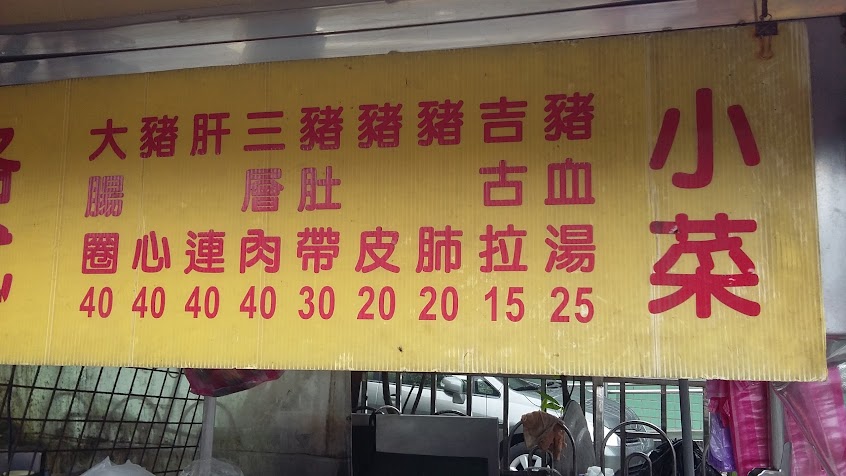 小菜
豬血湯 25
吉古拉 15
豬肺 20
豬皮 20
豬肚帶 30
三層肉 40
肝連 40
豬心 40
大腸圈 40